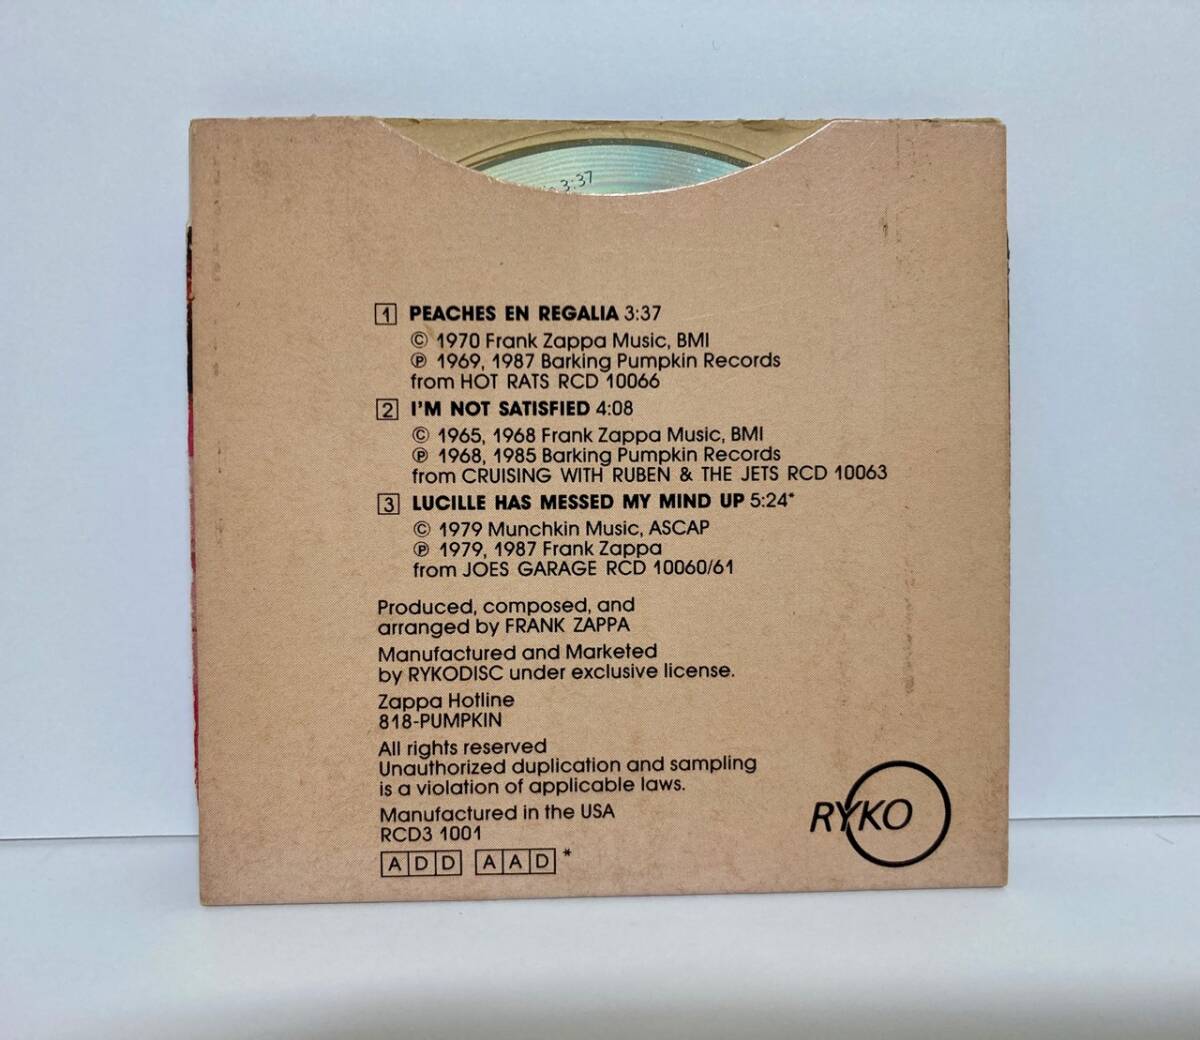 3:37
1 PEACHES EN REGALIA 3:37
© 1970 Frank Zappa Music, BMI
℗ 1969, 1987 Barking Pumpkin Records
from HOT RATS RCD 10066
2 I'M NOT SATISFIED 4:08
© 1965, 1968 Frank Zappa Music, BMI
℗ 1968, 1985 Barking Pumpkin Records
from CRUISING WITH RUBEN & THE JETS RCD 10063
3 LUCILLE HAS MESSED MY MIND UP 5:24*
© 1979 Munchkin Music, ASCAP
℗ 1979, 1987 Frank Zappa
from JOES GARAGE RCD 10060/61
Produced, composed, and
arranged by FRANK ZAPPA
Manufactured and Marketed
by RYKODISC under exclusive license.
Zappa Hotline
818-PUMPKIN
All rights reserved
Unauthorized duplication and sampling
is a violation of applicable laws.
Manufactured in the USA
RCD3 1001
ADD AAD*
RYKO